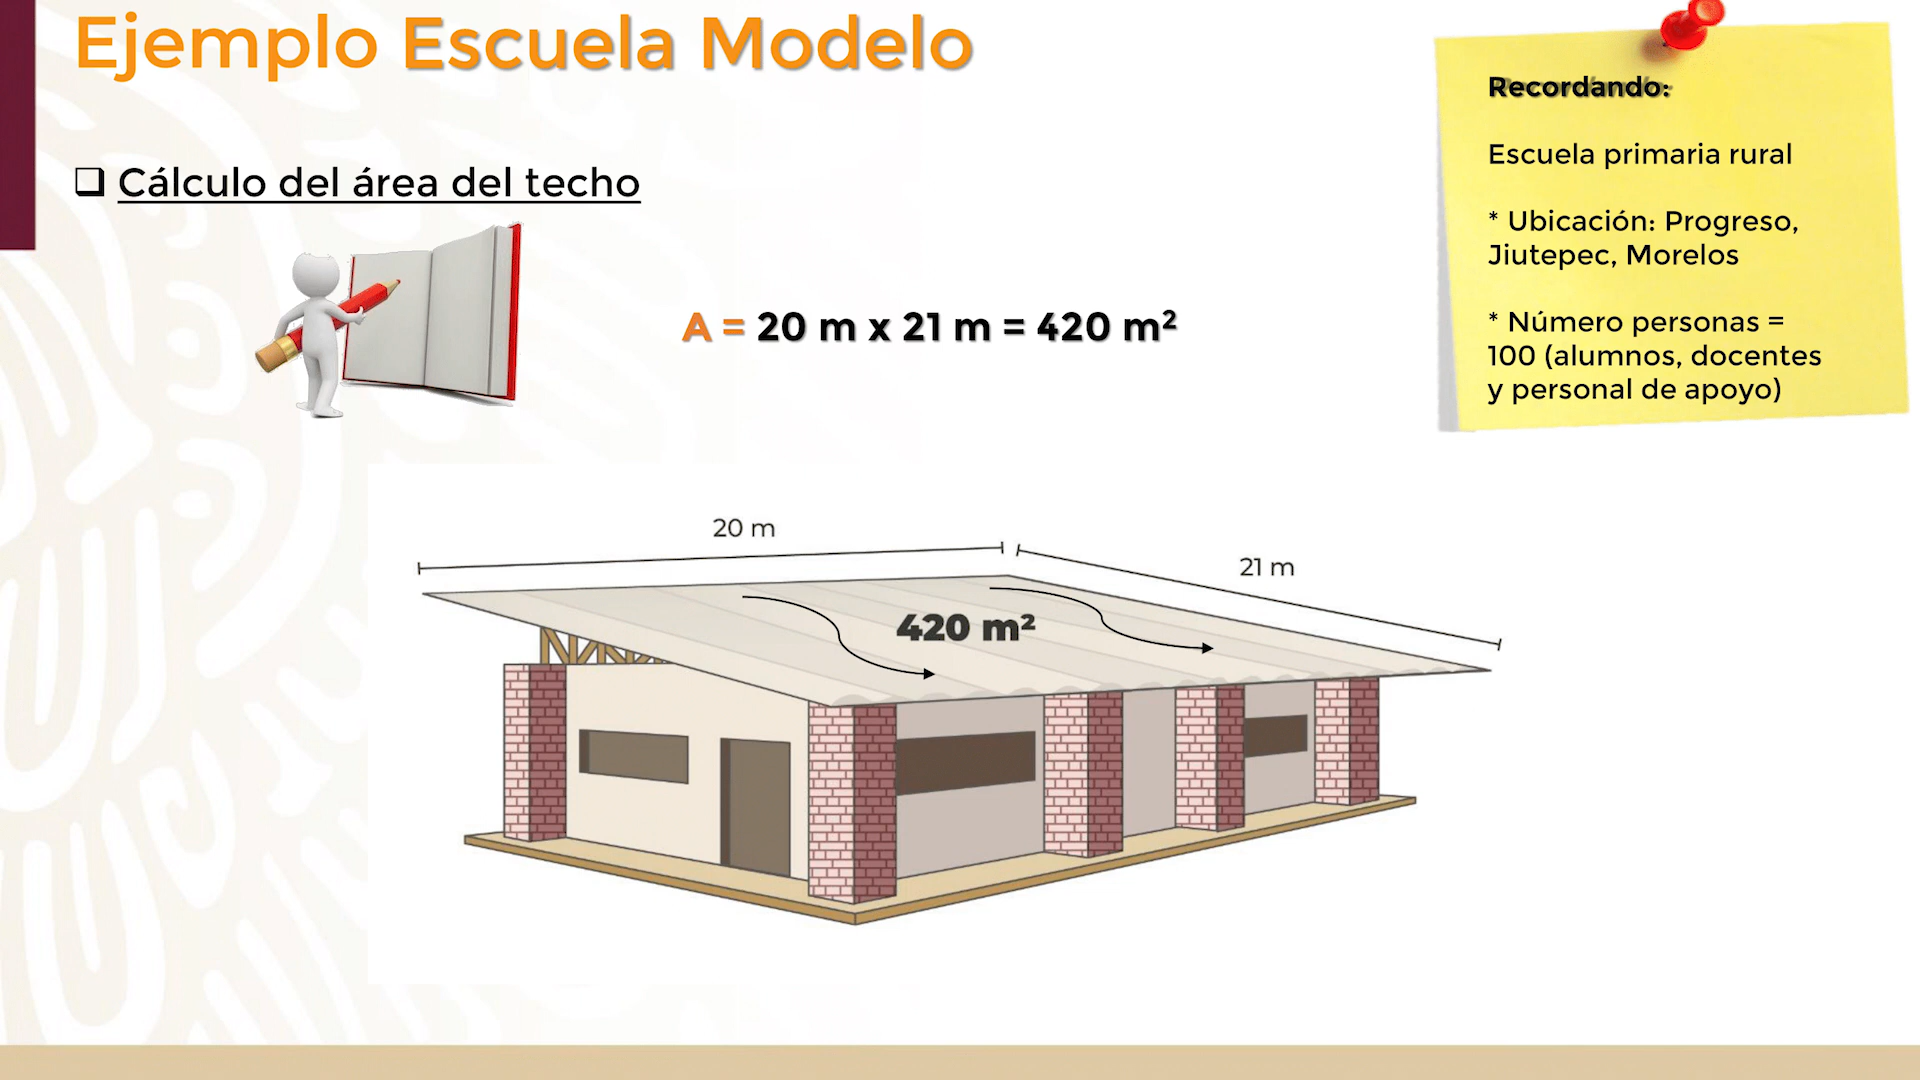 Ejemplo Escuela Modelo
Cálculo del área del techo
A = 20 m x 21 m = 420 m²
Recordando:
Escuela primaria rural
* Ubicación: Progreso,
Jiutepec, Morelos
* Número personas =
100 (alumnos, docentes
y personal de apoyo)
20 m
21 m
420 m²